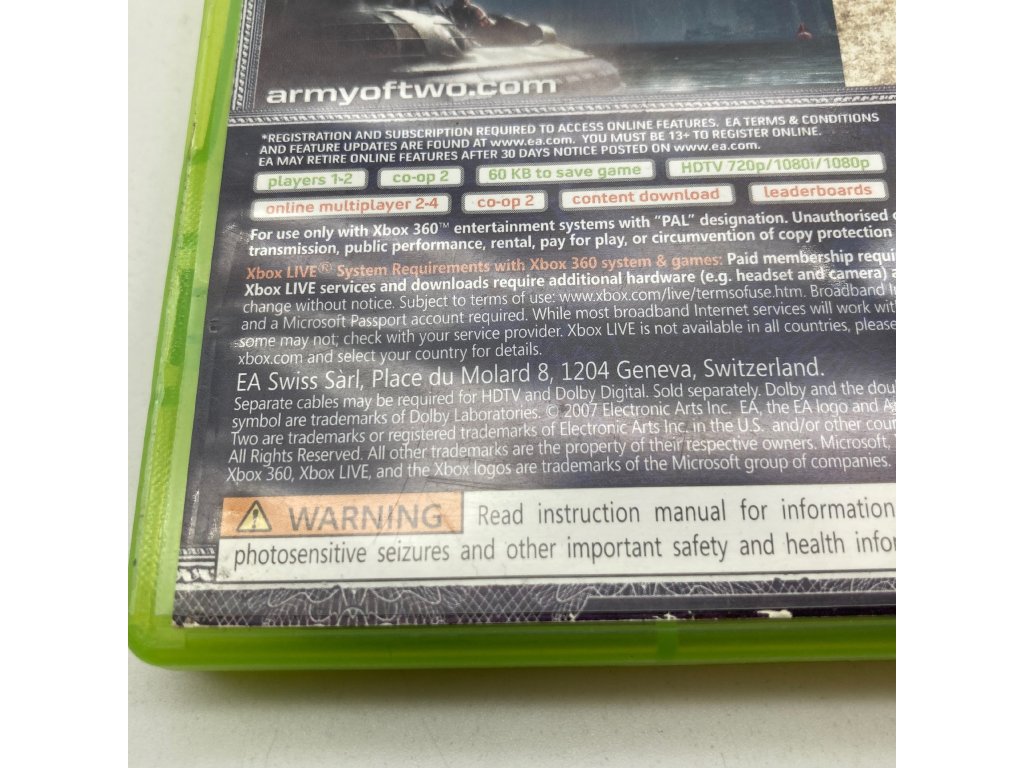 armyoftwo.com
*REGISTRATION AND SUBSCRIPTION REQUIRED TO ACCESS ONLINE FEATURES. EA TERMS & CONDITIONS
AND FEATURE UPDATES ARE FOUND AT www.ea.com. YOU MUST BE 13+ TO REGISTER ONLINE.
EA MAY RETIRE ONLINE FEATURES AFTER 30 DAYS NOTICE POSTED ON www.ea.com.
players 1-2 co-op 2 60 KB to save game HDTV 720p/1080i/1080p
online multiplayer 2-4 co-op 2 content download leaderboards
For use only with Xbox 360™ entertainment systems with "PAL" designation. Unauthorised
transmission, public performance, rental, pay for play, or circumvention of copy protection
Xbox LIVE® System Requirements with Xbox 360 system & games: Paid membership requi
Xbox LIVE services and downloads require additional hardware (e.g. headset and camera) a
change without notice. Subject to terms of use: www.xbox.com/live/termsofuse.htm. Broadband In
and a Microsoft Passport account required. While most broadband Internet services will work wit
some may not; check with your service provider. Xbox LIVE is not available in all countries, please
xbox.com and select your country for details.
EA Swiss Sàrl, Place du Molard 8, 1204 Geneva, Switzerland.
Separate cables may be required for HDTV and Dolby Digital. Sold separately. Dolby and the dou
symbol are trademarks of Dolby Laboratories. © 2007 Electronic Arts Inc. EA, the EA logo and A
Two are trademarks or registered trademarks of Electronic Arts Inc. in the U.S. and/or other cour
All Rights Reserved. All other trademarks are the property of their respective owners. Microsoft,
Xbox 360, Xbox LIVE, and the Xbox logos are trademarks of the Microsoft group of companies.
WARNING Read instruction manual for information
photosensitive seizures and other important safety and health infor